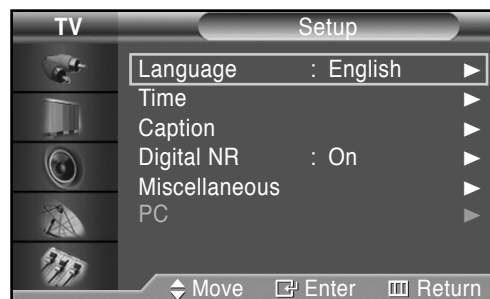 TV Setup
Language : English
Time
Caption
Digital NR : On
Miscellaneous
PC
Move Enter Return